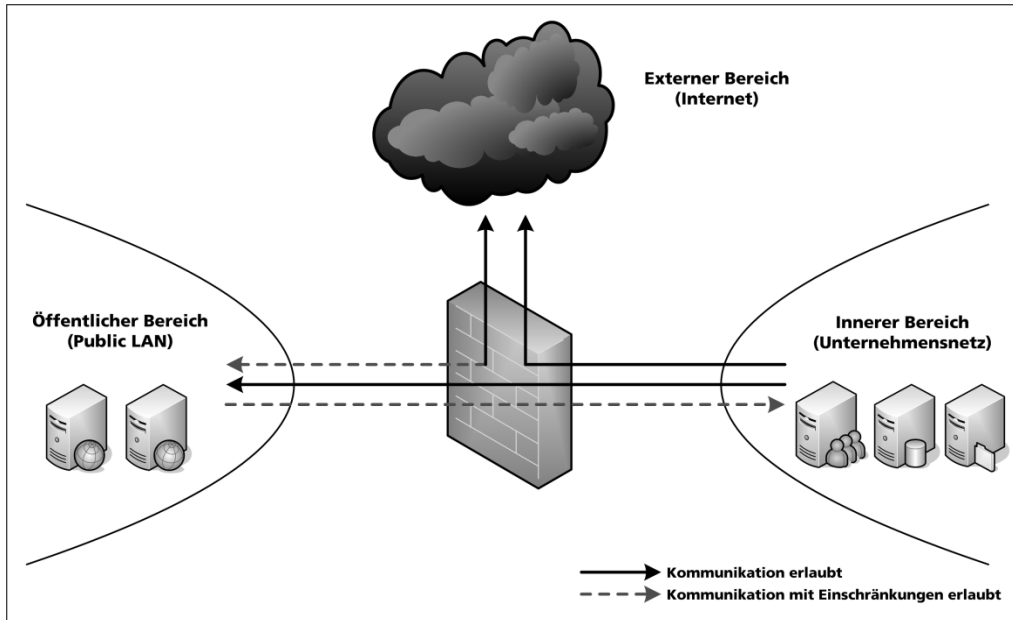 Externer Bereich
(Internet)
Öffentlicher Bereich
(Public LAN)
Innerer Bereich
(Unternehmensnetz)
Kommunikation erlaubt
Kommunikation mit Einschränkungen erlaubt